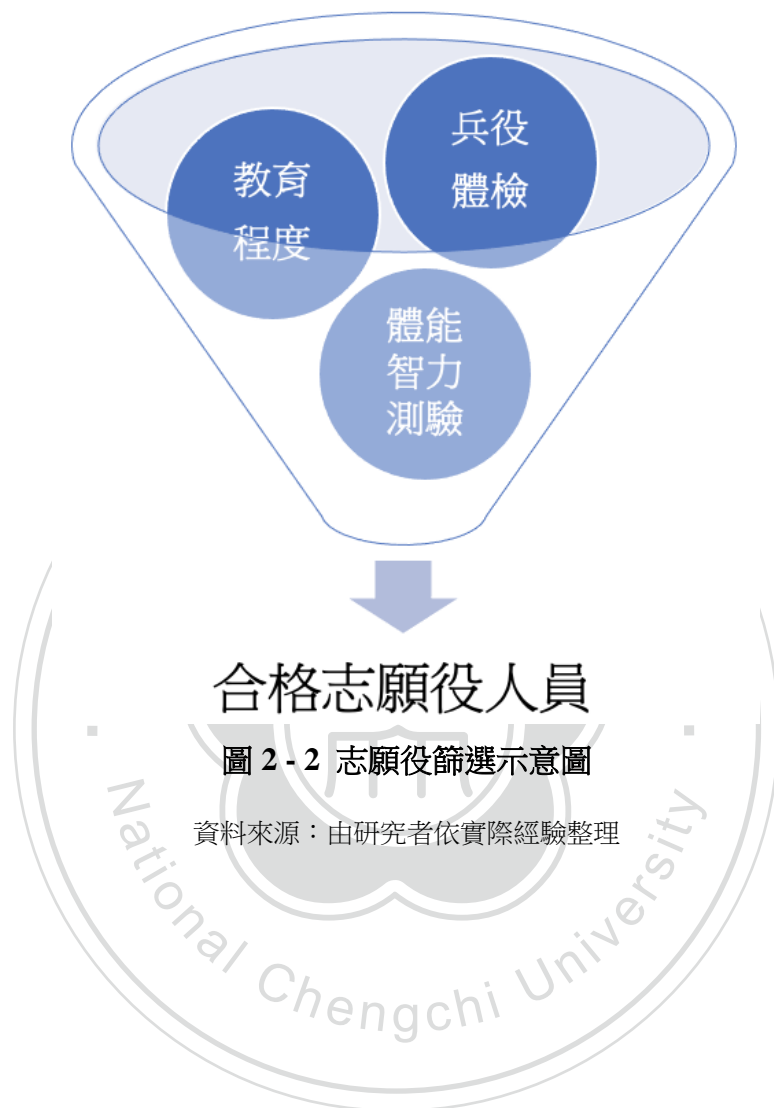 兵役
體檢
教育
程度
體能
智力
測驗
合格志願役人員
圖 2 - 2 志願役篩選示意圖
資料來源：由研究者依實際經驗整理
National Chengchi University